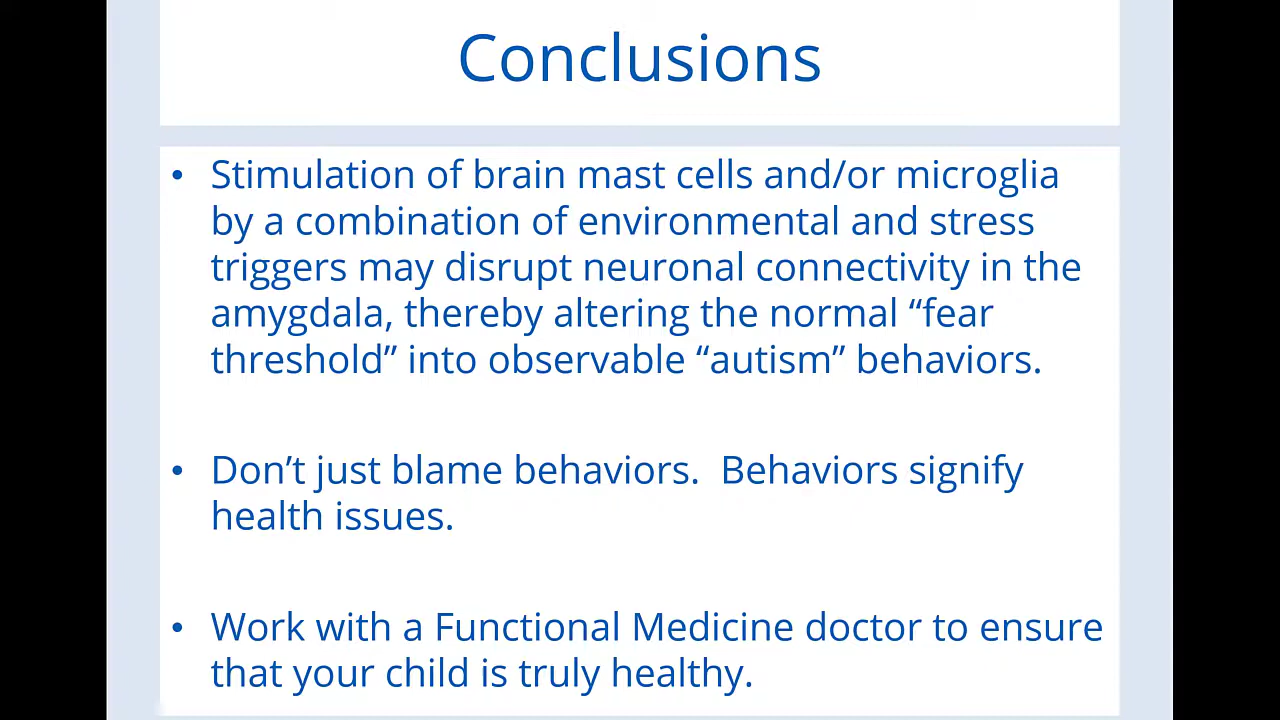 Conclusions
• Stimulation of brain mast cells and/or microglia
by a combination of environmental and stress
triggers may disrupt neuronal connectivity in the
amygdala, thereby altering the normal “fear
threshold” into observable “autism” behaviors.
• Don’t just blame behaviors.  Behaviors signify
health issues.
• Work with a Functional Medicine doctor to ensure
that your child is truly healthy.